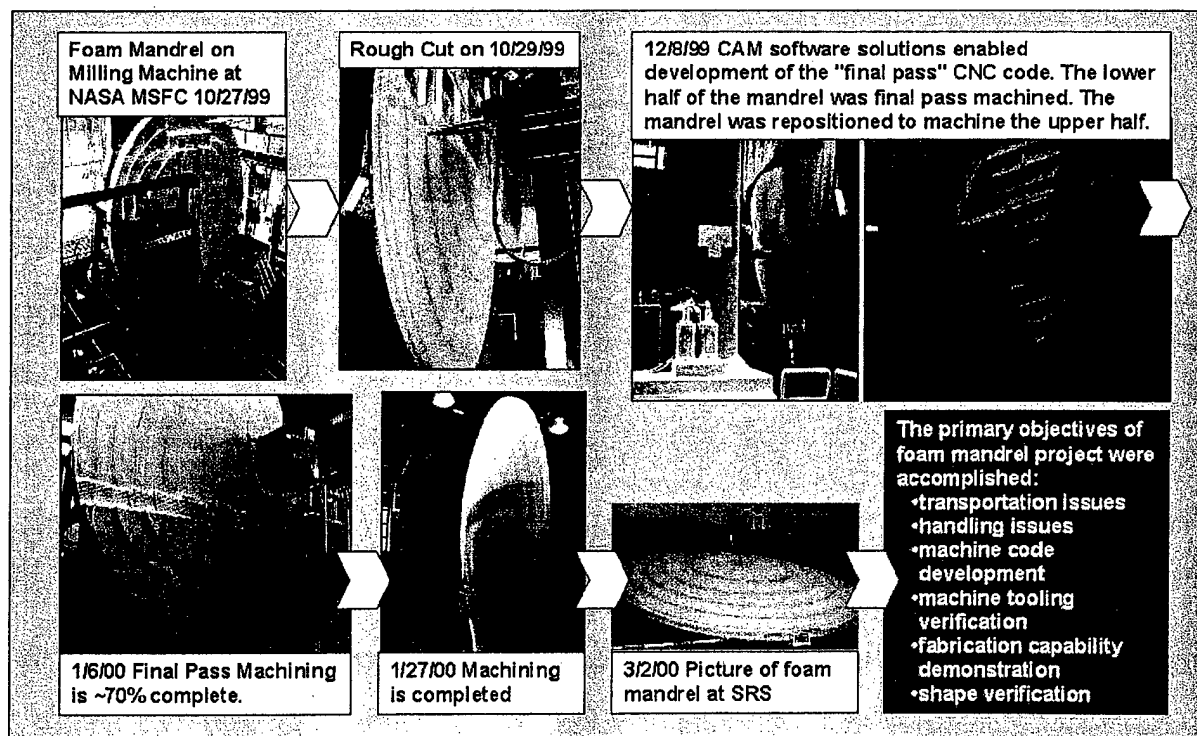 Foam Mandrel on
Milling Machine at
NASA MSFC 10/27/99
Rough Cut on 10/29/99
12/8/99 CAM software solutions enabled
development of the "final pass" CNC code. The lower
half of the mandrel was final pass machined. The
mandrel was repositioned to machine the upper half.
1/6/00 Final Pass Machining
is ~70% complete.
1/27/00 Machining
is completed
3/2/00 Picture of foam
mandrel at SRS
The primary objectives of
foam mandrel project were
accomplished:
•transportation issues
•handling issues
•machine code
development
•machine tooling
verification
•fabrication capability
demonstration
•shape verification